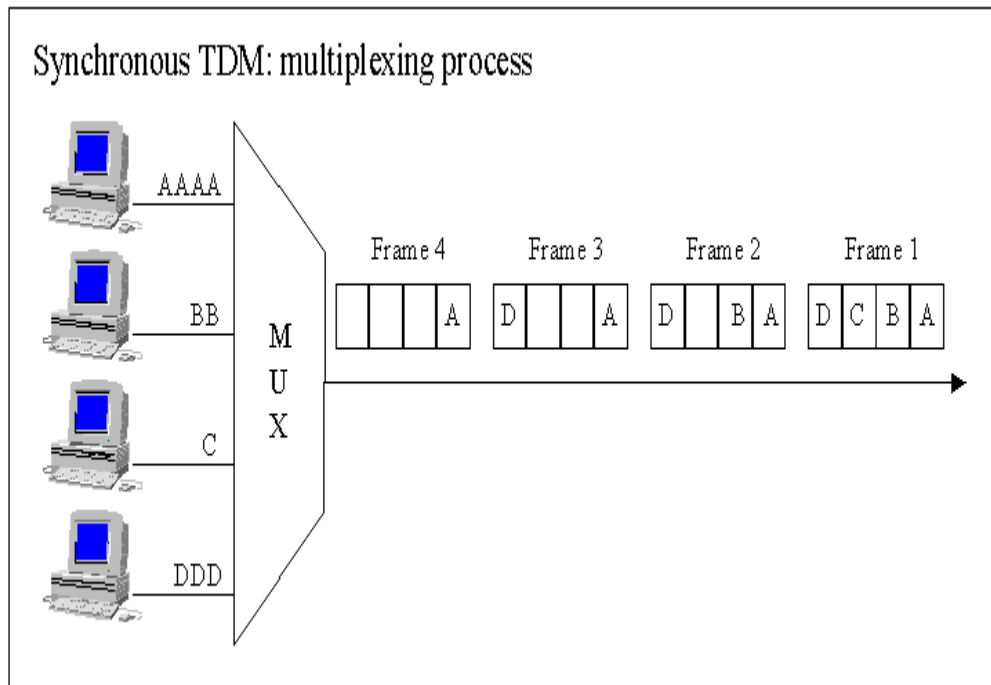 Synchronous TDM: multiplexing process
AAAA
Frame 4 Frame 3 Frame 2 Frame 1
A D A D B A D C B A
BB
M
U
X
C
DDD